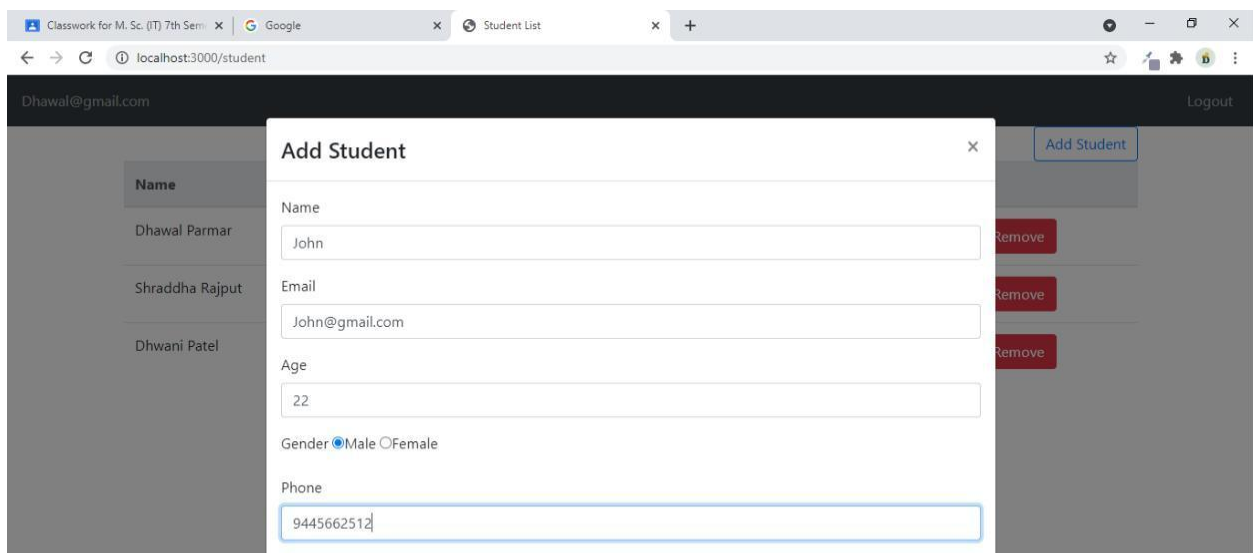 Classwork for M. Sc. (IT) 7th Sem
Google
Student List
localhost:3000/student
Dhawal@gmail.com
Logout
Add Student
Add Student
Name
Name
John
Dhawal Parmar
Remove
Email
Shraddha Rajput
Remove
John@gmail.com
Dhwani Patel
Remove
Age
22
Gender Male Female
Phone
9445662512